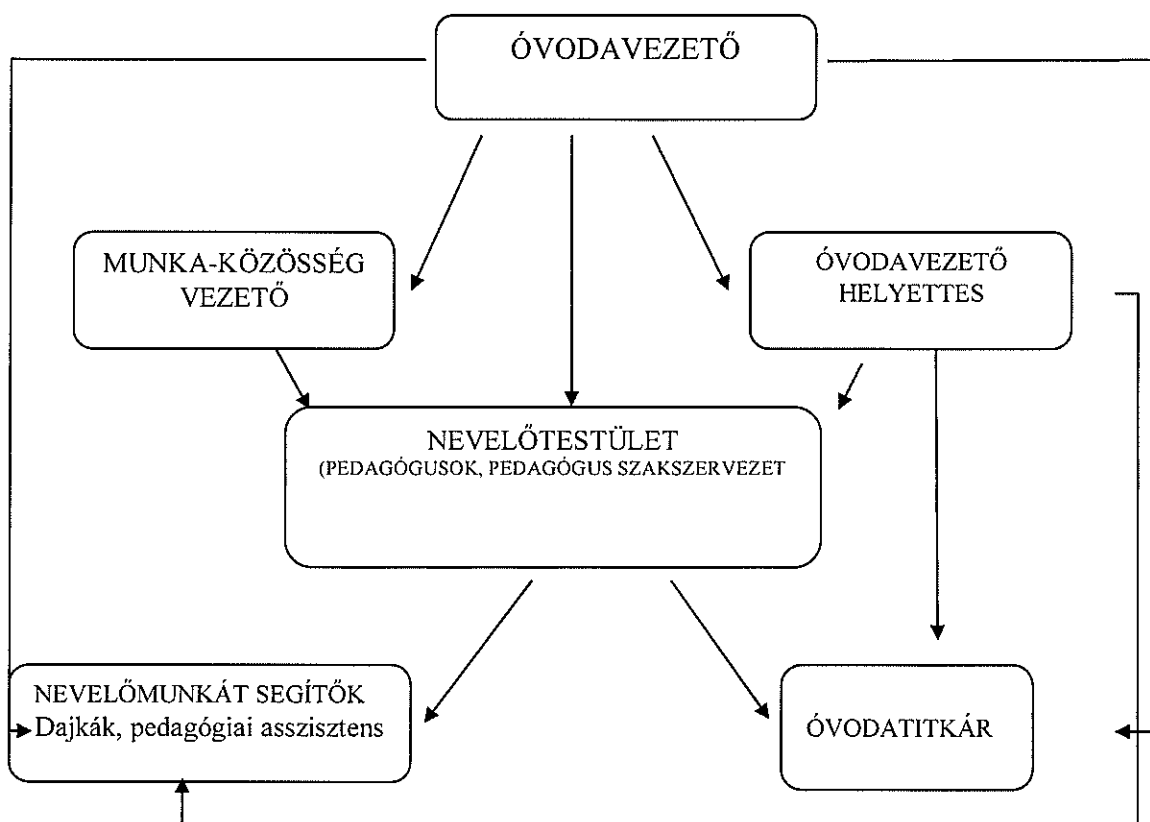 ÓVODAVEZETŐ
MUNKA-KÖZÖSSÉG
VEZETŐ
ÓVODAVEZETŐ
HELYETTES
NEVELŐTESTÜLET
(PEDAGÓGUSOK, PEDAGÓGUS SZAKSZERVEZET
NEVELŐMUNKÁT SEGÍTŐK
Dajkák, pedagógiai asszisztens
ÓVODATITKÁR